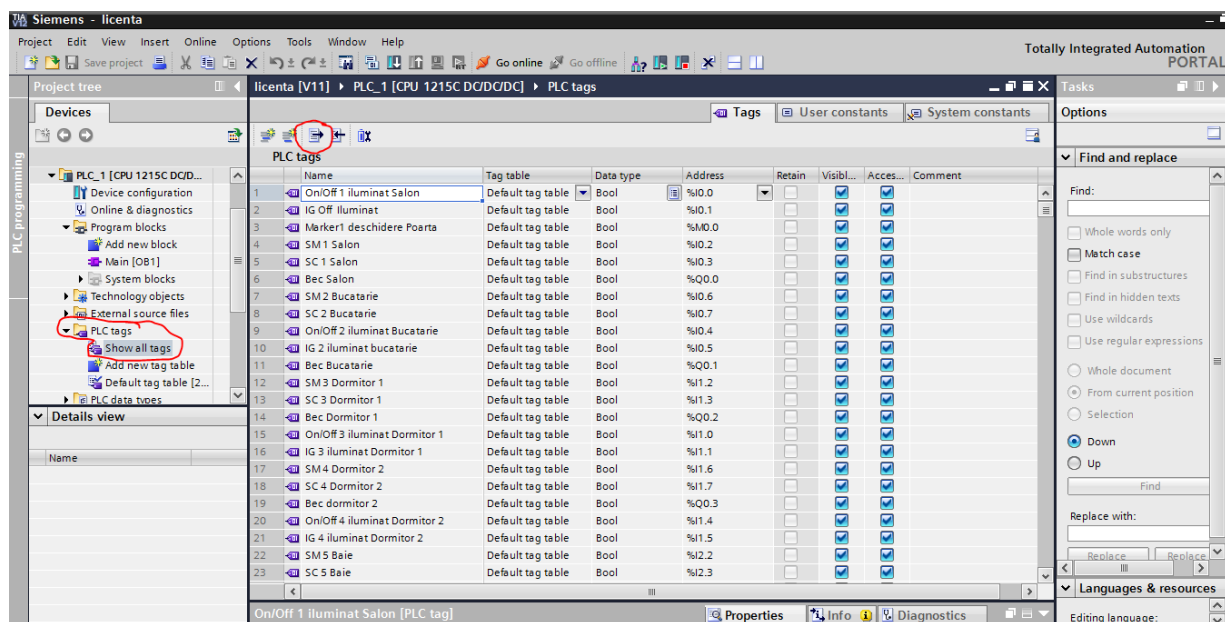 Siemens - licenta
Project Edit View Insert Online Options Tools Window Help
Totally Integrated Automation
PORTAL
Save project Go online Go offline
Project tree
licenta [V11] PLC_1 [CPU 1215C DC/DC/DC] PLC tags
Tasks
Devices
Tags User constants System constants
Options
PLC programming
PLC tags
Find and replace
PLC_1 [CPU 1215C DC/D...
Device configuration
Online & diagnostics
Program blocks
Add new block
Main [OB1]
System blocks
Technology objects
External source files
PLC tags
Show all tags
Add new tag table
Default tag table [2...
PLC data types
Details view
Name
Name Tag table Data type Address Retain Visibl... Acces... Comment
1 On/Off 1 iluminat Salon Default tag table Bool %I0.0
2 IG Off Iluminat Default tag table Bool %I0.1
3 Marker1 deschidere Poarta Default tag table Bool %M0.0
4 SM1 Salon Default tag table Bool %I0.2
5 SC 1 Salon Default tag table Bool %I0.3
6 Bec Salon Default tag table Bool %Q0.0
7 SM 2 Bucatarie Default tag table Bool %I0.6
8 SC 2 Bucatarie Default tag table Bool %I0.7
9 On/Off 2 iluminat Bucatarie Default tag table Bool %I0.4
10 IG 2 iluminat bucatarie Default tag table Bool %I0.5
11 Bec Bucatarie Default tag table Bool %Q0.1
12 SM 3 Dormitor 1 Default tag table Bool %I1.2
13 SC 3 Dormitor 1 Default tag table Bool %I1.3
14 Bec Dormitor 1 Default tag table Bool %Q0.2
15 On/Off 3 iluminat Dormitor 1 Default tag table Bool %I1.0
16 IG 3 iluminat Dormitor 1 Default tag table Bool %I1.1
17 SM 4 Dormitor 2 Default tag table Bool %I1.6
18 SC 4 Dormitor 2 Default tag table Bool %I1.7
19 Bec dormitor 2 Default tag table Bool %Q0.3
20 On/Off 4 iluminat Dormitor 2 Default tag table Bool %I1.4
21 IG 4 iluminat Dormitor 2 Default tag table Bool %I1.5
22 SM 5 Baie Default tag table Bool %I2.2
23 SC 5 Baie Default tag table Bool %I2.3
On/Off 1 iluminat Salon [PLC tag]
Properties Info Diagnostics
Find:
Whole words only
Match case
Find in substructures
Find in hidden texts
Use wildcards
Use regular expressions
Whole document
From current position
Selection
Down
Up
Find
Replace with:
Replace Replace
Languages & resources
Editing language: